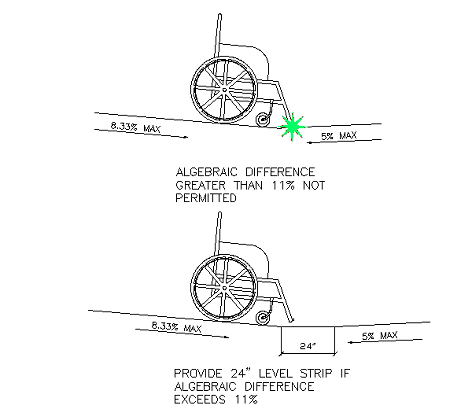 8.33% MAX
5% MAX
ALGEBRAIC DIFFERENCE
GREATER THAN 11% NOT
PERMITTED
8.33% MAX
5% MAX
24"
PROVIDE 24" LEVEL STRIP IF
ALGEBRAIC DIFFERENCE
EXCEEDS 11%